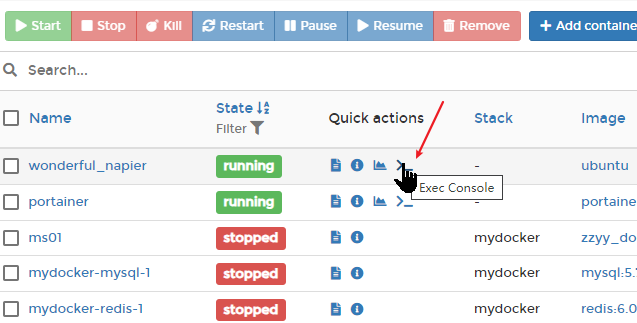 Start Stop Kill Restart Pause Resume Remove Add containe
Search...
Name State Filter Quick actions Stack Image
wonderful_napier running - ubuntu
Exec Console
portainer running - portaine
ms01 stopped mydocker zzyy_do
mydocker-mysql-1 stopped mydocker mysql:5.7
mydocker-redis-1 stopped mydocker redis:6.0